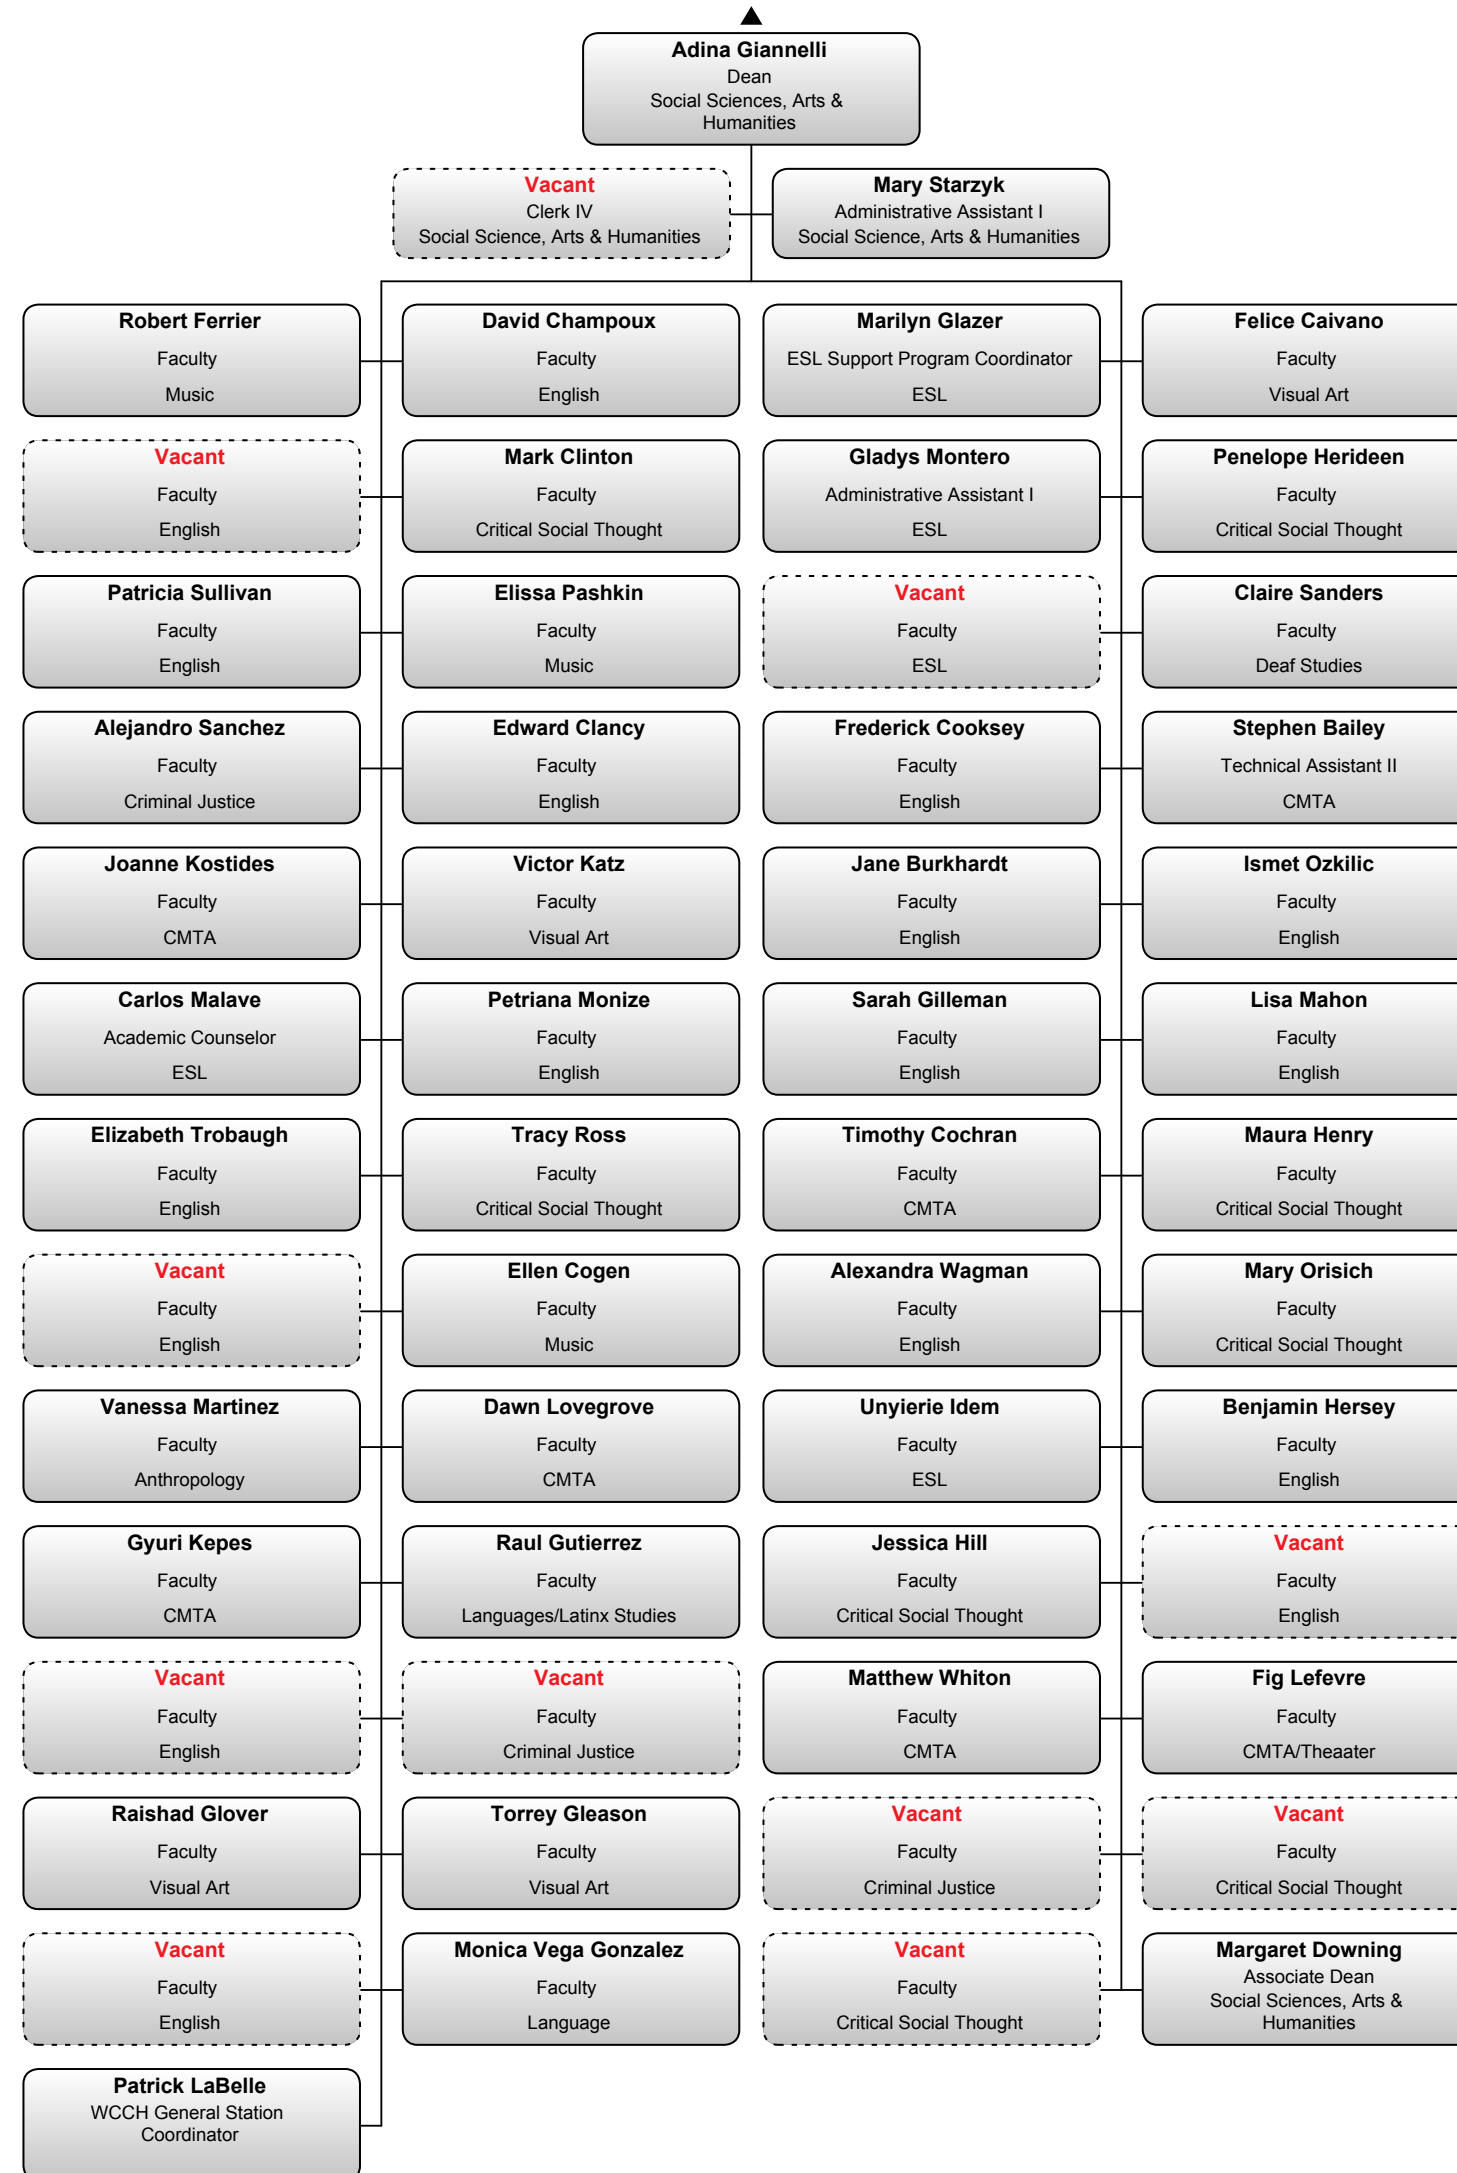 Adina Giannelli
Dean
Social Sciences, Arts &
Humanities
Vacant
Clerk IV
Social Science, Arts & Humanities
Mary Starzyk
Administrative Assistant I
Social Science, Arts & Humanities
Robert Ferrier
Faculty
Music
David Champoux
Faculty
English
Marilyn Glazer
ESL Support Program Coordinator
ESL
Felice Caivano
Faculty
Visual Art
Vacant
Faculty
English
Mark Clinton
Faculty
Critical Social Thought
Gladys Montero
Administrative Assistant I
ESL
Penelope Herideen
Faculty
Critical Social Thought
Patricia Sullivan
Faculty
English
Elissa Pashkin
Faculty
Music
Vacant
Faculty
ESL
Claire Sanders
Faculty
Deaf Studies
Alejandro Sanchez
Faculty
Criminal Justice
Edward Clancy
Faculty
English
Frederick Cooksey
Faculty
English
Stephen Bailey
Technical Assistant II
CMTA
Joanne Kostides
Faculty
CMTA
Victor Katz
Faculty
Visual Art
Jane Burkhardt
Faculty
English
Ismet Ozkilic
Faculty
English
Carlos Malave
Academic Counselor
ESL
Petriana Monize
Faculty
English
Sarah Gilleman
Faculty
English
Lisa Mahon
Faculty
English
Elizabeth Trobaugh
Faculty
English
Tracy Ross
Faculty
Critical Social Thought
Timothy Cochran
Faculty
CMTA
Maura Henry
Faculty
Critical Social Thought
Vacant
Faculty
English
Ellen Cogen
Faculty
Music
Alexandra Wagman
Faculty
English
Mary Orisich
Faculty
Critical Social Thought
Vanessa Martinez
Faculty
Anthropology
Dawn Lovegrove
Faculty
CMTA
Unyierie Idem
Faculty
ESL
Benjamin Hersey
Faculty
English
Gyuri Kepes
Faculty
CMTA
Raul Gutierrez
Faculty
Languages/Latinx Studies
Jessica Hill
Faculty
Critical Social Thought
Vacant
Faculty
English
Vacant
Faculty
English
Vacant
Faculty
Criminal Justice
Matthew Whiton
Faculty
CMTA
Fig Lefevre
Faculty
CMTA/Theaater
Raishad Glover
Faculty
Visual Art
Torrey Gleason
Faculty
Visual Art
Vacant
Faculty
Criminal Justice
Vacant
Faculty
Critical Social Thought
Vacant
Faculty
English
Monica Vega Gonzalez
Faculty
Language
Vacant
Faculty
Critical Social Thought
Margaret Downing
Associate Dean
Social Sciences, Arts &
Humanities
Patrick LaBelle
WCCH General Station
Coordinator